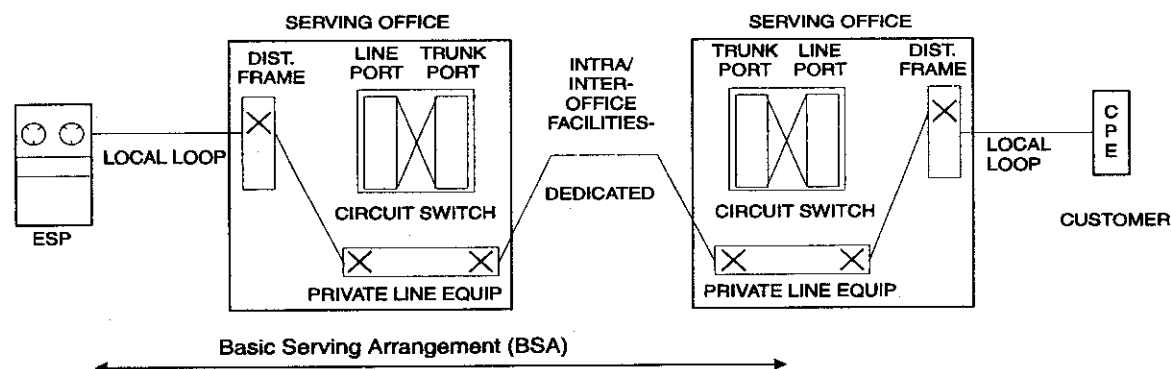 SERVING OFFICE
SERVING OFFICE
DIST.
FRAME
LINE
PORT
TRUNK
PORT
INTRA/
INTER-
OFFICE
FACILITIES-
TRUNK
PORT
LINE
PORT
DIST.
FRAME
CPE
LOCAL LOOP
LOCAL
LOOP
DEDICATED
CIRCUIT SWITCH
CIRCUIT SWITCH
CUSTOMER
ESP
PRIVATE LINE EQUIP
PRIVATE LINE EQUIP
Basic Serving Arrangement (BSA)